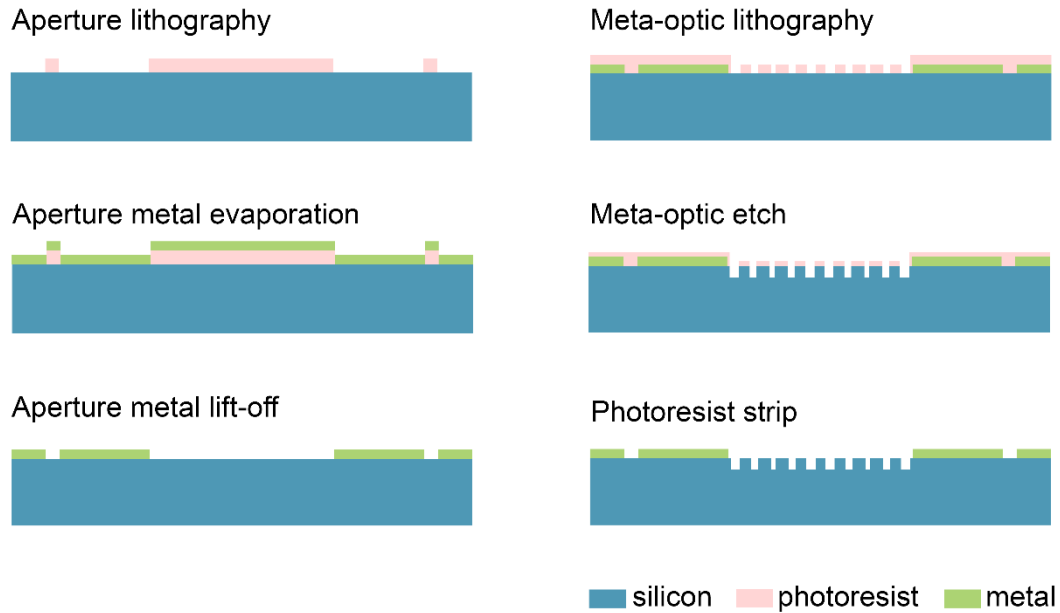 Aperture lithography
Aperture metal evaporation
Aperture metal lift-off
Meta-optic lithography
Meta-optic etch
Photoresist strip
silicon photoresist metal